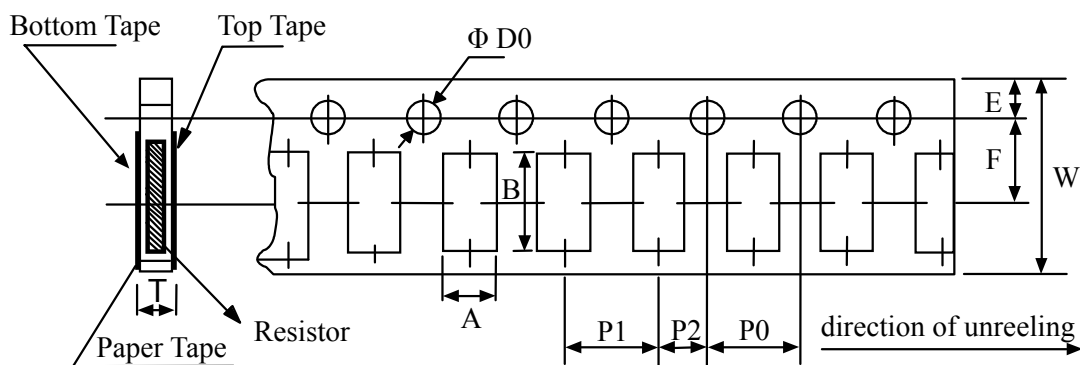 Bottom Tape
Top Tape
Φ D0
E
F
W
B
A
T
Resistor
Paper Tape
P1
P2
P0
direction of unreeling